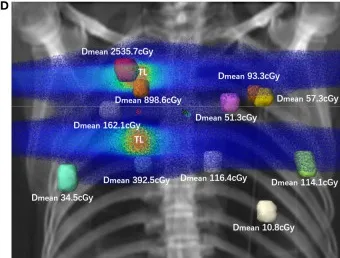 D
Dmean 2535.7cGy
TL
Dmean 93.3cGy
Dmean 898.6cGy
Dmean 57.3cGy
Dmean 51.3cGy
Dmean 162.1cGy
TL
Dmean 392.5cGy
Dmean 116.4cGy
Dmean 114.1cGy
Dmean 34.5cGy
Dmean 10.8cGy